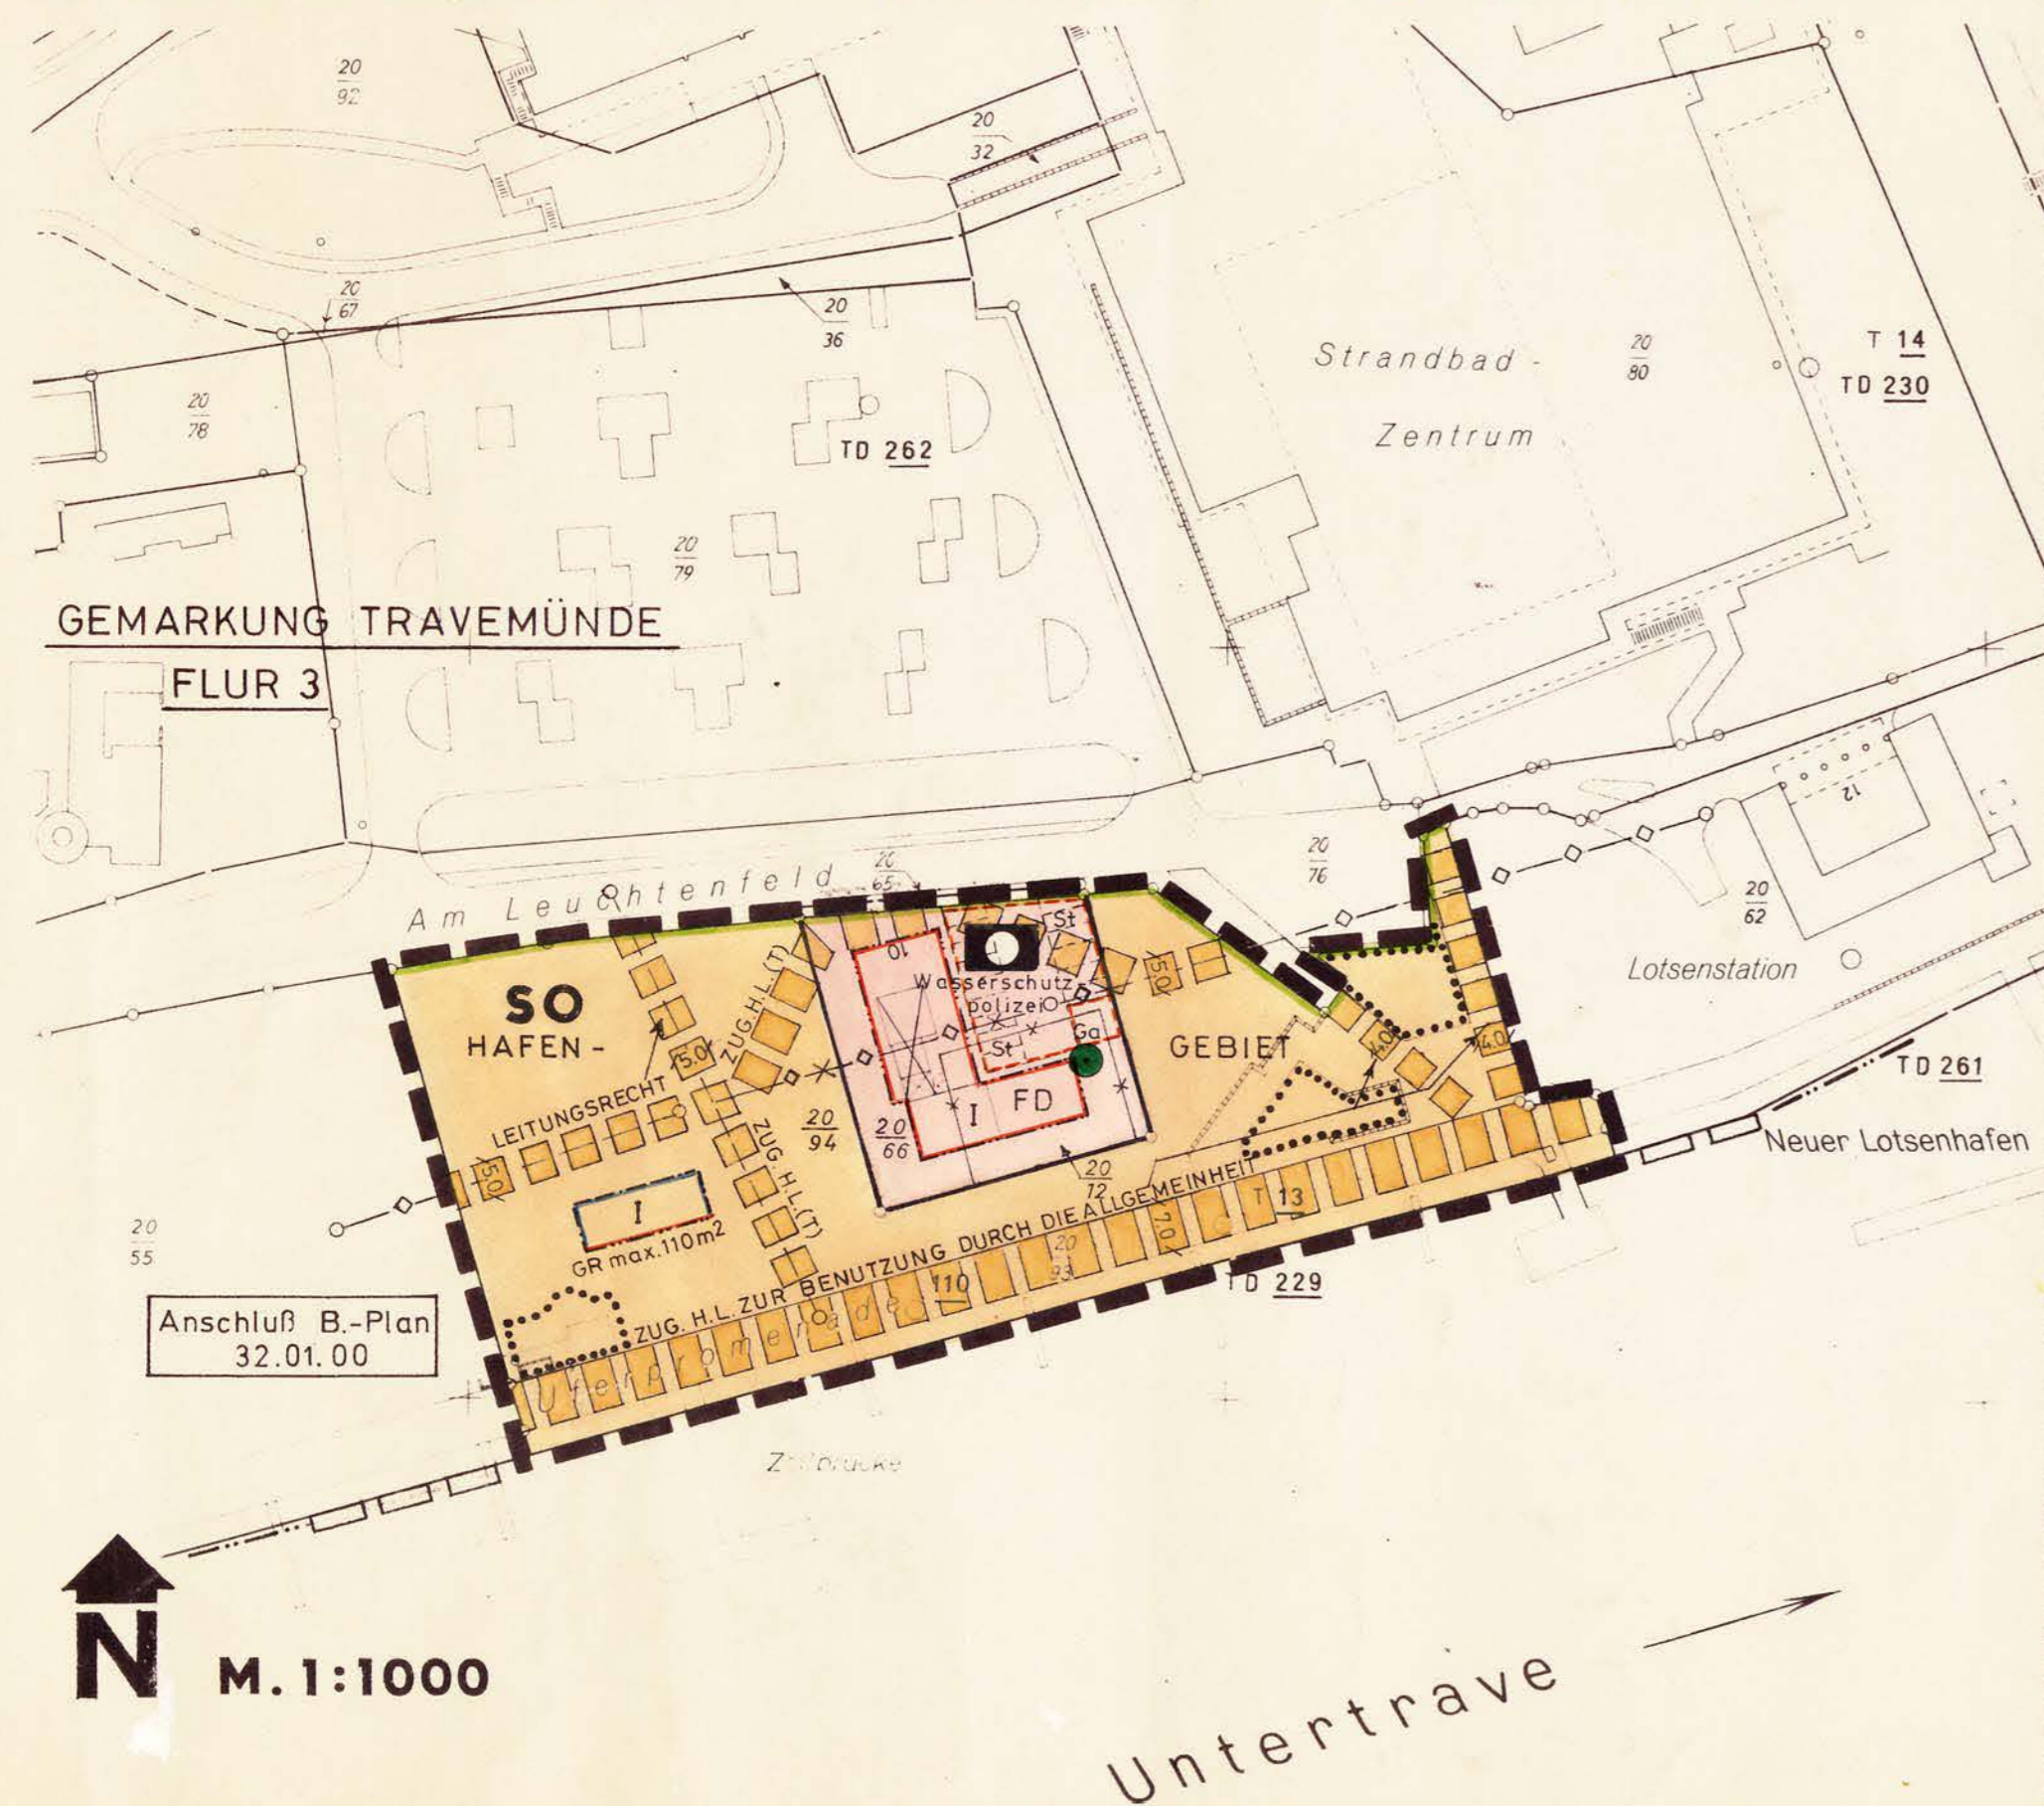 20
92
20
32
20
67
20
36
Strandbad -
Zentrum
20
80
T 14
TD 230
20
78
TD 262
20
79
GEMARKUNG TRAVEMÜNDE
FLUR 3
12
20
76
20
65
20
62
Am Leuchtenfeld
Lotsenstation
SO
HAFEN -
GEBIET
10
St
Wasserschutz-
polizei
Ga
St
I
FD
5.0
4.0
4.0
5.0
ZUG.H.L.(T)
LEITUNGSRECHT
5.0
ZUG. H.L.(T)
20
94
20
66
20
72
TD 261
Neuer Lotsenhafen
I
GR max.110m²
ZUG. H.L. ZUR BENUTZUNG DURCH DIE ALLGEMEINHEIT
T 13
7.0
20
93
110
TD 229
Uferpromenade
20
55
Anschluß B.-Plan
32.01.00
N
M. 1:1000
Untertrave